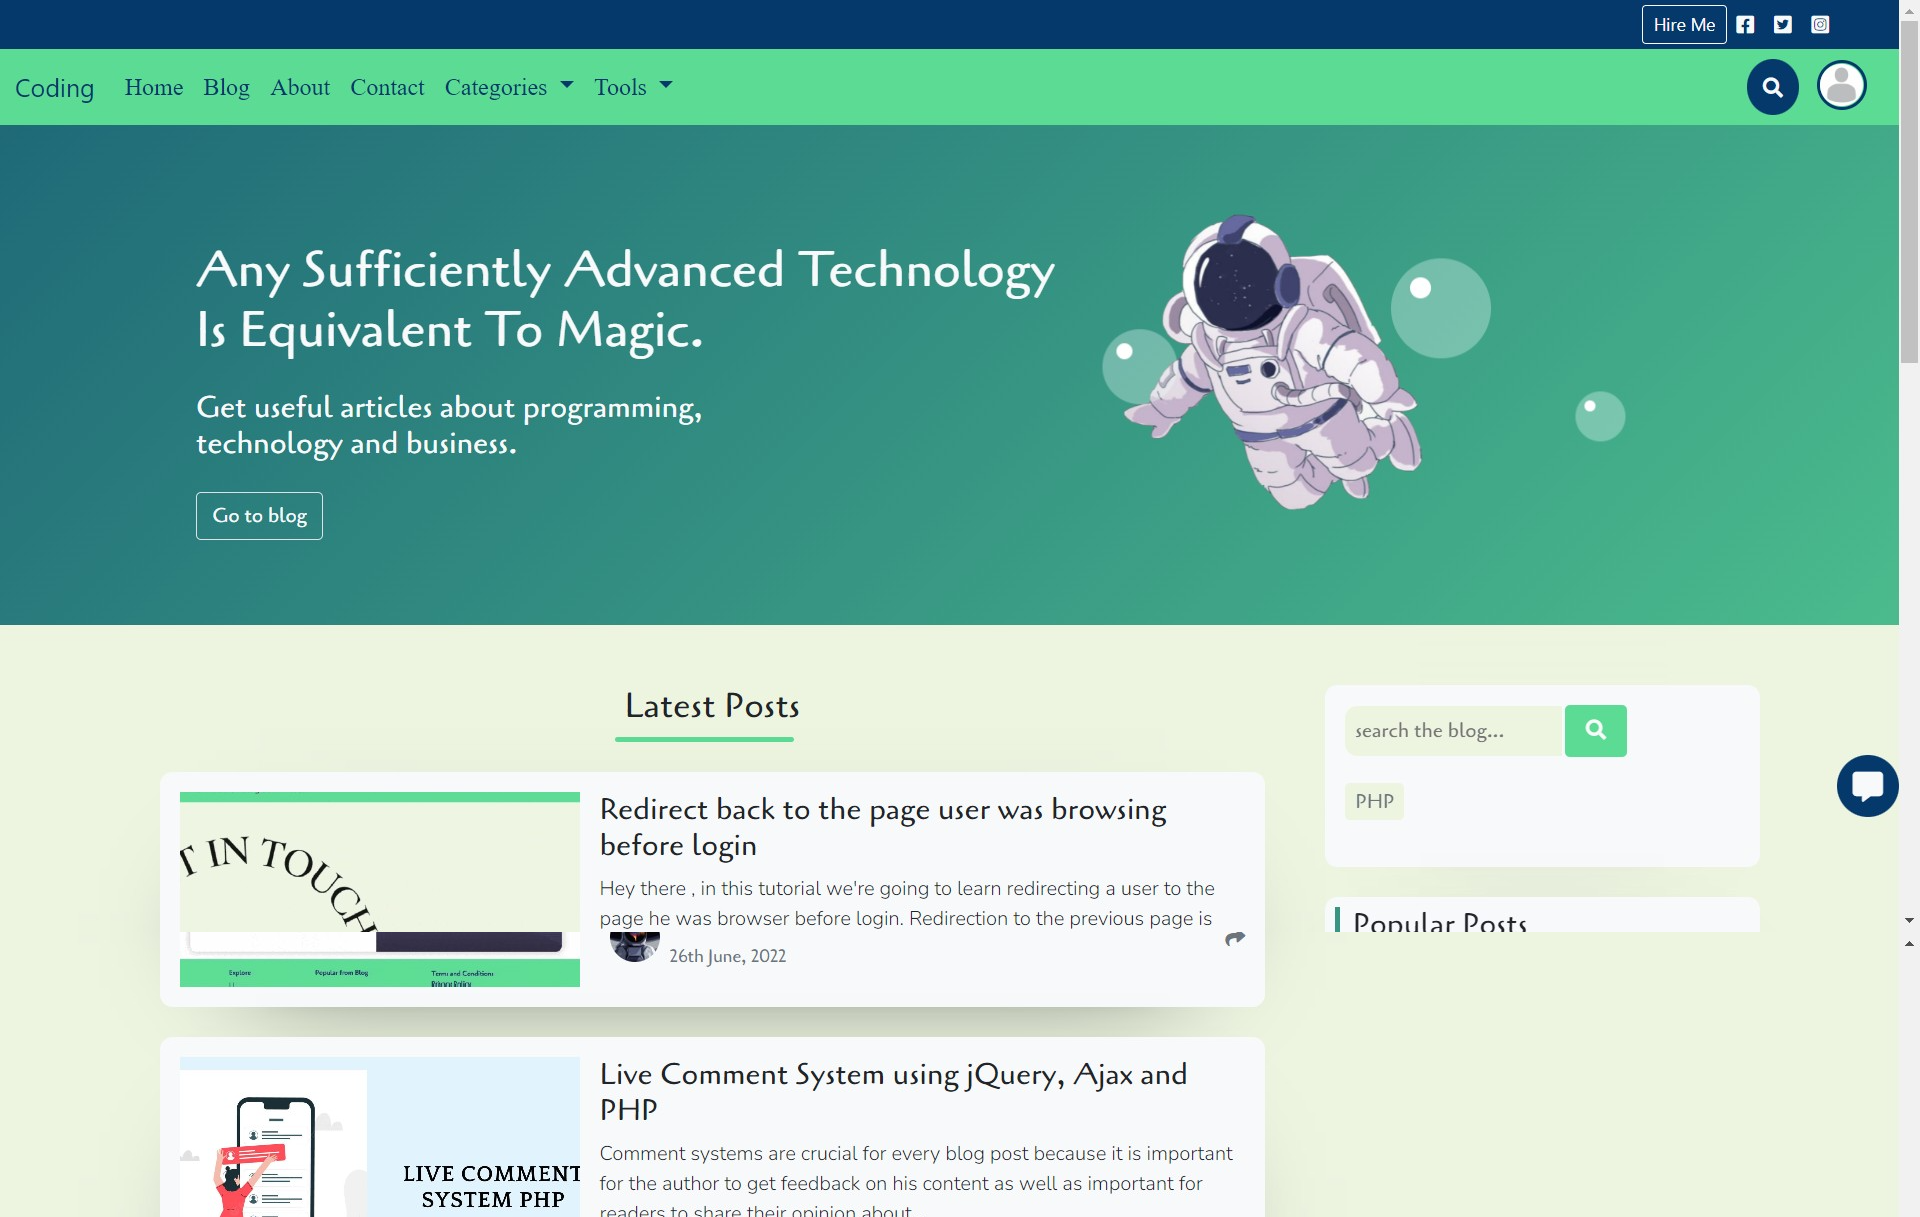 Hire Me
Coding Home Blog About Contact Categories Tools
Any Sufficiently Advanced Technology
Is Equivalent To Magic.
Get useful articles about programming,
technology and business.
Go to blog
Latest Posts
T IN TOUCH
Explore Popular from Blog Terms and Conditions
Privacy Policy
Redirect back to the page user was browsing
before login
Hey there , in this tutorial we're going to learn redirecting a user to the
page he was browser before login. Redirection to the previous page is
26th June, 2022
LIVE COMMENT
SYSTEM PHP
Live Comment System using jQuery, Ajax and
PHP
Comment systems are crucial for every blog post because it is important
for the author to get feedback on his content as well as important for
readers to share their opinion about
search the blog...
PHP
Popular Posts